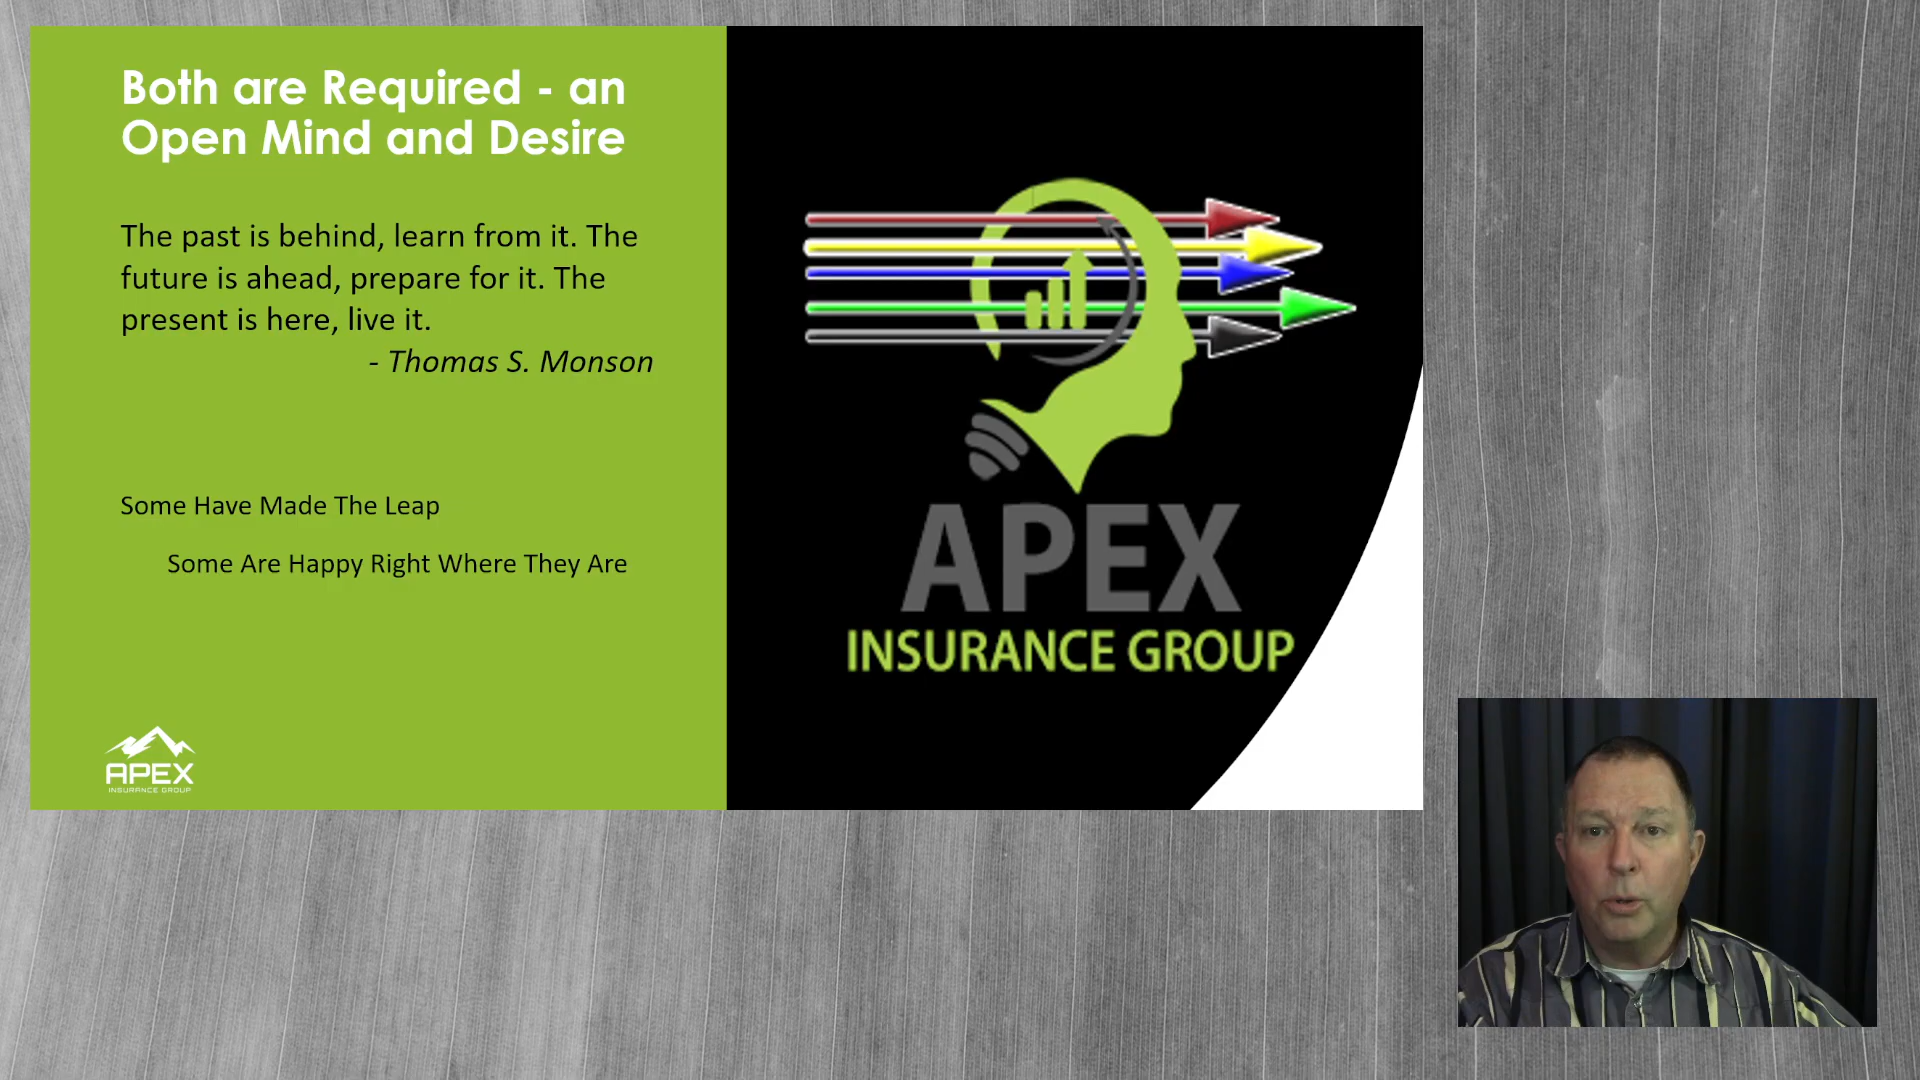 Both are Required - an
Open Mind and Desire
The past is behind, learn from it. The
future is ahead, prepare for it. The
present is here, live it.
- Thomas S. Monson
Some Have Made The Leap
Some Are Happy Right Where They Are
APEX
INSURANCE GROUP
APEX
INSURANCE GROUP